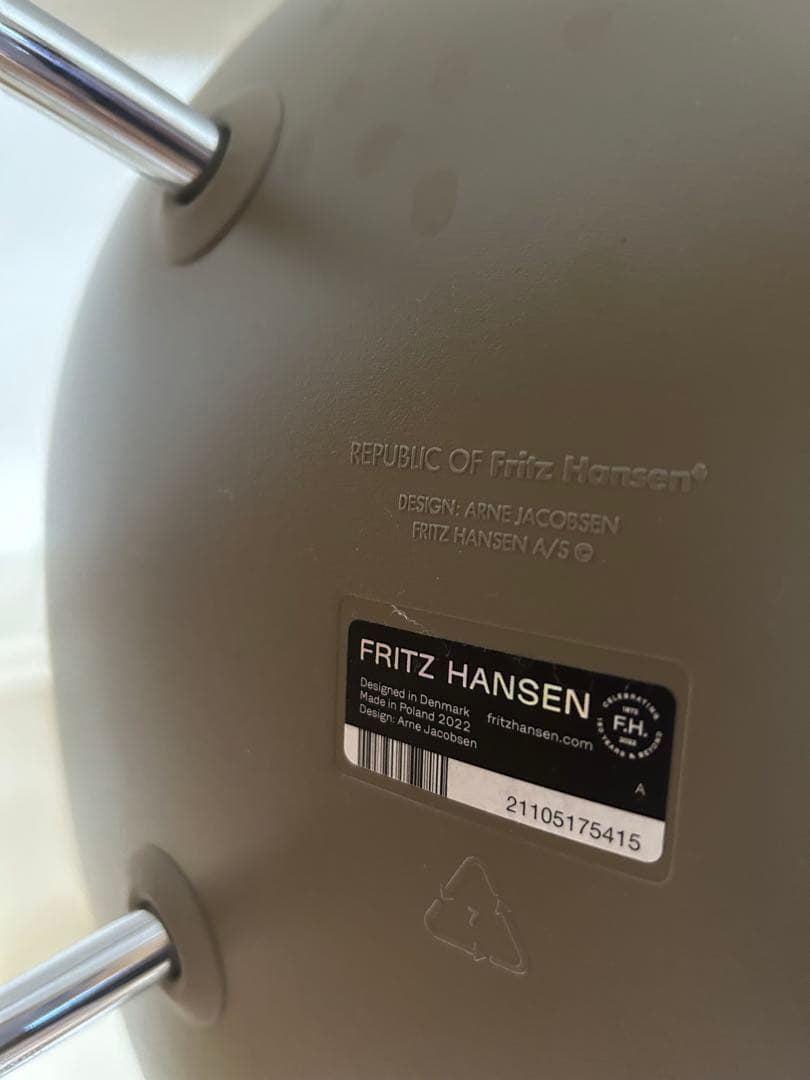 REPUBLIC OF Fritz Hansen
DESIGN: ARNE JACOBSEN
FRITZ HANSEN A/S ©
FRITZ HANSEN
Designed in Denmark
Made in Poland 2022
Design: Arne Jacobsen
fritzhansen.com
CELEBRATING
1872
F.H.
2022
150 YEARS & BEYOND
A
21105175415
7